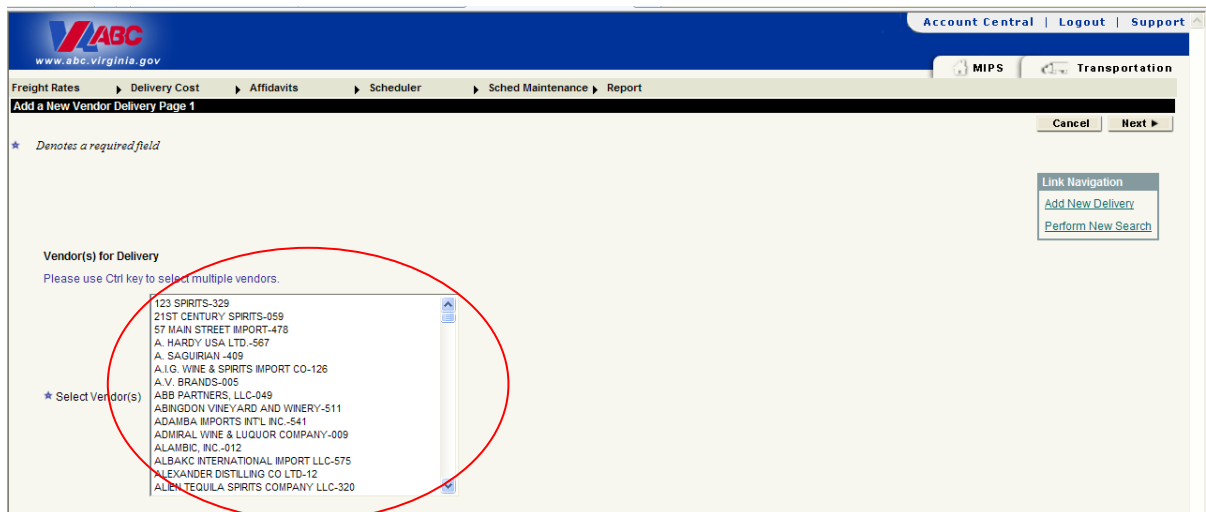 Account Central | Logout | Support
VABC
www.abc.virginia.gov
MIPS Transportation
Freight Rates Delivery Cost Affidavits Scheduler Sched Maintenance Report
Add a New Vendor Delivery Page 1
Cancel Next
Denotes a required field
Link Navigation
Add New Delivery
Perform New Search
Vendor(s) for Delivery
Please use Ctrl key to select multiple vendors.
Select Vendor(s)
123 SPIRITS-329
21ST CENTURY SPIRITS-059
57 MAIN STREET IMPORT-478
A. HARDY USA LTD.-567
A. SAGUIRIAN -409
A.I.G. WINE & SPIRITS IMPORT CO-126
A.V. BRANDS-005
ABB PARTNERS, LLC-049
ABINGDON VINEYARD AND WINERY-511
ADAMBA IMPORTS INT'L INC.-541
ADMIRAL WINE & LUQUOR COMPANY-009
ALAMBIC, INC.-012
ALBAKC INTERNATIONAL IMPORT LLC-575
ALEXANDER DISTILLING CO LTD-12
ALIEN TEQUILA SPIRITS COMPANY LLC-320